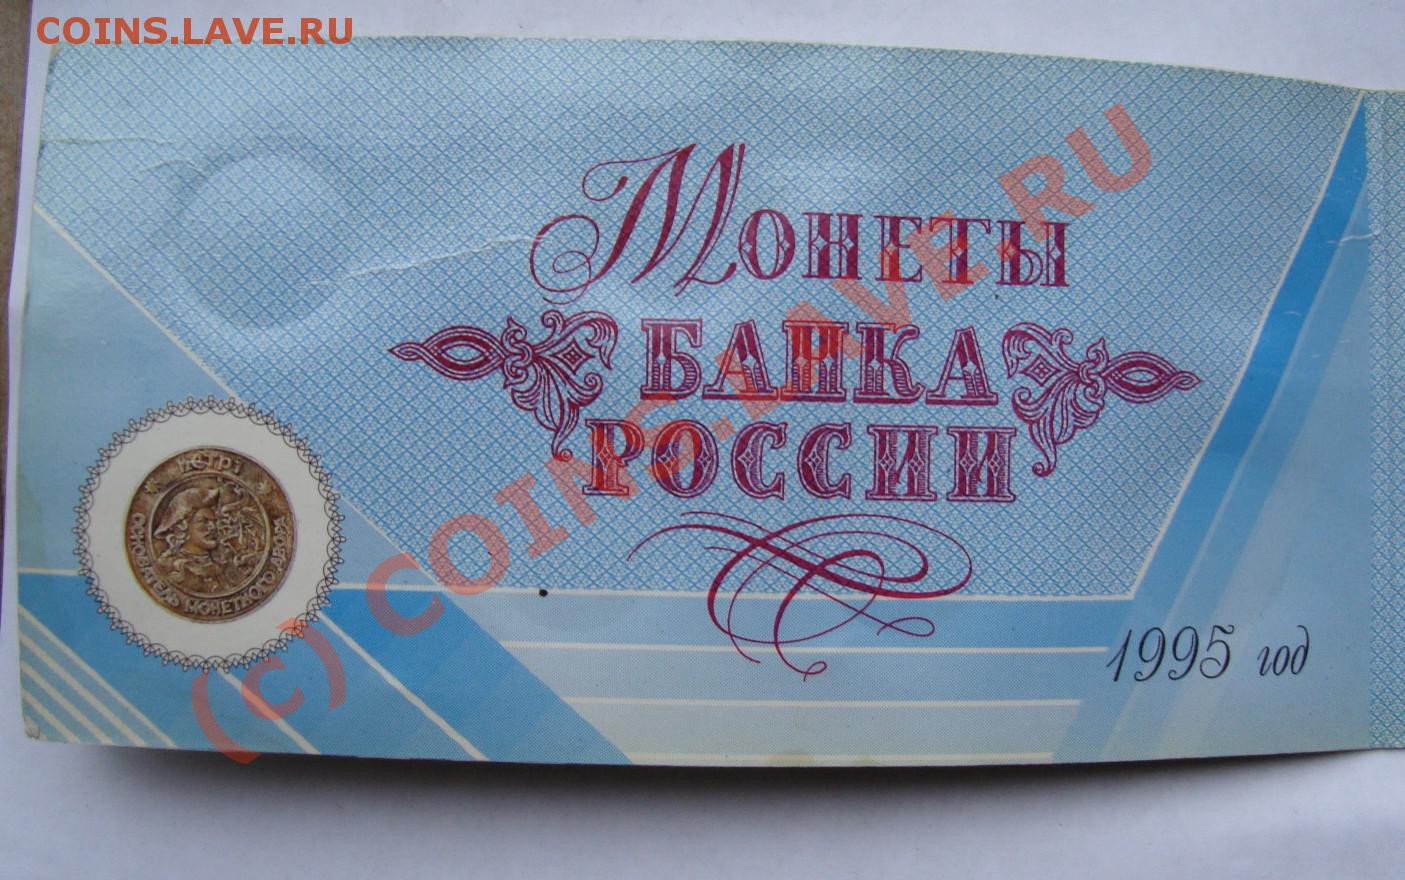 COINS.LAVE.RU
Монеты
БАНКА
РОССИИ
ПЕТР I
ОСНОВАТЕЛЬ МОНЕТНОГО ДВОРА
1995 год
(c) COINS.LAVE.RU